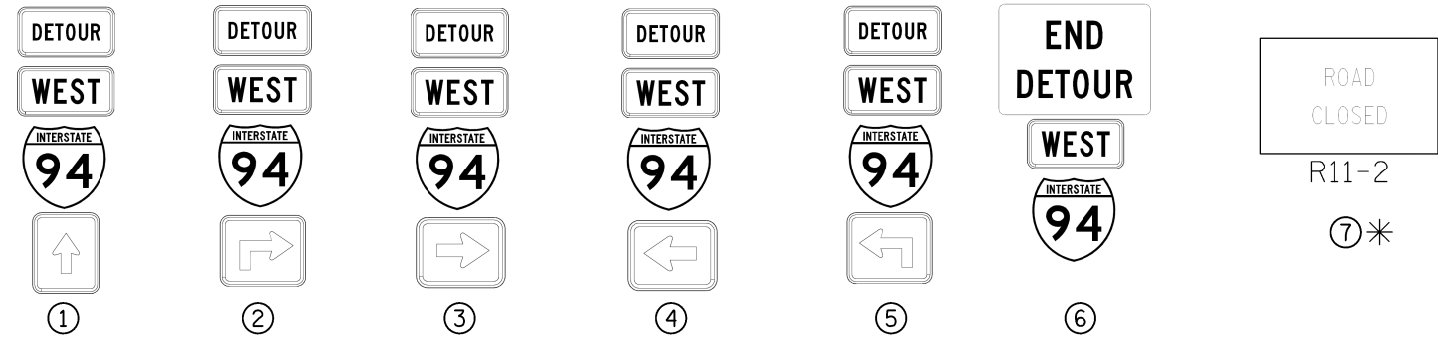 DETOUR
WEST
INTERSTATE
94
1
DETOUR
WEST
INTERSTATE
94
2
DETOUR
WEST
INTERSTATE
94
3
DETOUR
WEST
INTERSTATE
94
4
DETOUR
WEST
INTERSTATE
94
5
END
DETOUR
WEST
INTERSTATE
94
6
ROAD
CLOSED
R11-2
7*